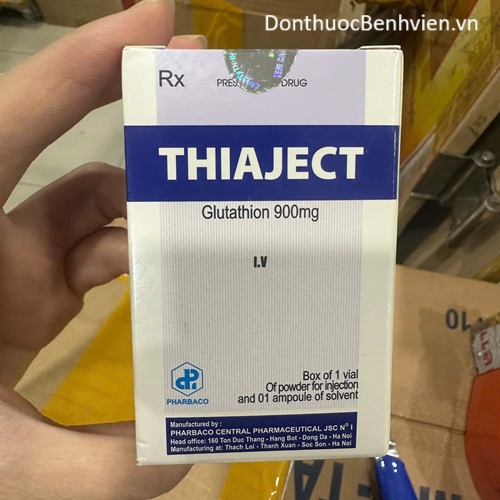 DonthuocBenhvien.vn
Rx
DRUG
THIAJECT
Glutathion 900mg
I.V
Box of 1 vial
Of powder for injection
and 01 ampoule of solvent
PHARBACO
Manufactured by :
PHARBACO CENTRAL PHARMACEUTICAL JSC Nº I
Head office: 160 Ton Duc Thang - Hang Bot - Dong Da - Ha Noi
Manufacturing at: Thach Loi - Thanh Xuan - Soc Son - Ha Noi